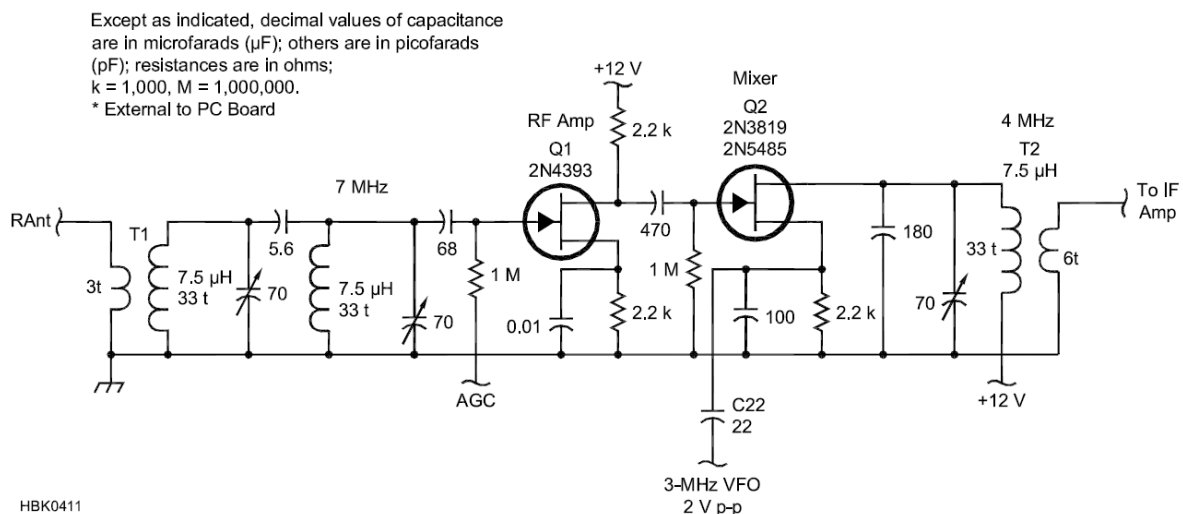 Except as indicated, decimal values of capacitance
are in microfarads (µF); others are in picofarads
(pF); resistances are in ohms;
k = 1,000, M = 1,000,000.
* External to PC Board
+12 V
2.2 k
RF Amp
Q1
2N4393
Mixer
Q2
2N3819
2N5485
4 MHz
T2
7.5 µH
7 MHz
RAnt
T1
5.6
68
470
To IF
Amp
3t
7.5 µH
33 t
70
7.5 µH
33 t
70
1 M
0.01
2.2 k
1 M
100
2.2 k
180
70
33 t
6t
AGC
C22
22
+12 V
3-MHz VFO
2 V p-p
HBK0411